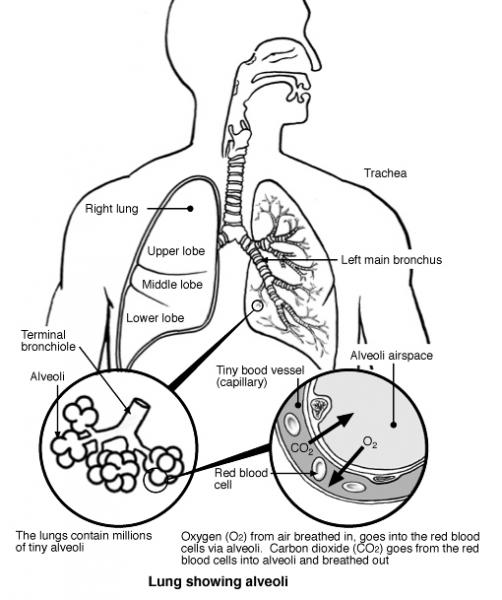 Trachea
Right lung
Upper lobe
Left main bronchus
Middle lobe
Lower lobe
Terminal
bronchiole
Alveoli
Tiny bood vessel
(capillary)
Alveoli airspace
CO2
O2
Red blood
cell
The lungs contain millions
of tiny alveoli
Oxygen (O2) from air breathed in, goes into the red blood
cells via alveoli. Carbon dioxide (CO2) goes from the red
blood cells into alveoli and breathed out
Lung showing alveoli